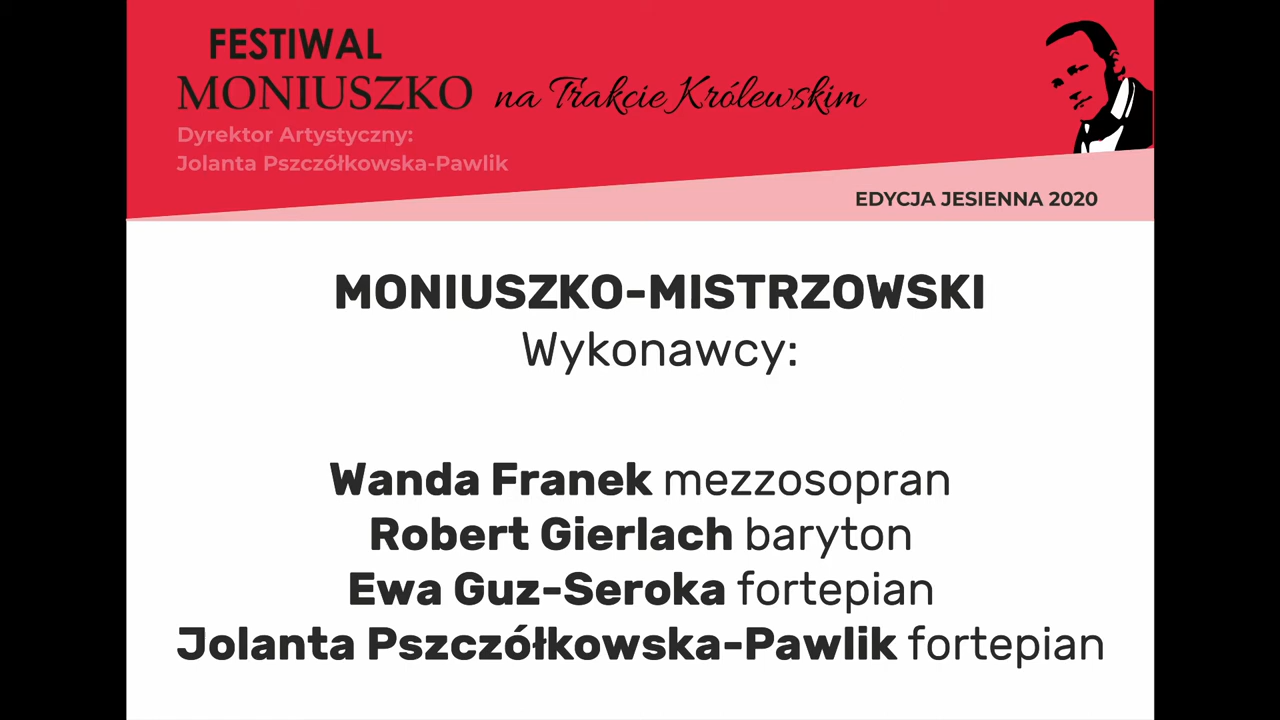 FESTIWAL
MONIUSZKO na Trakcie Królewskim
Dyrektor Artystyczny:
Jolanta Pszczółkowska-Pawlik
EDYCJA JESIENNA 2020
MONIUSZKO-MISTRZOWSKI
Wykonawcy:
Wanda Franek mezzosopran
Robert Gierlach baryton
Ewa Guz-Seroka fortepian
Jolanta Pszczółkowska-Pawlik fortepian